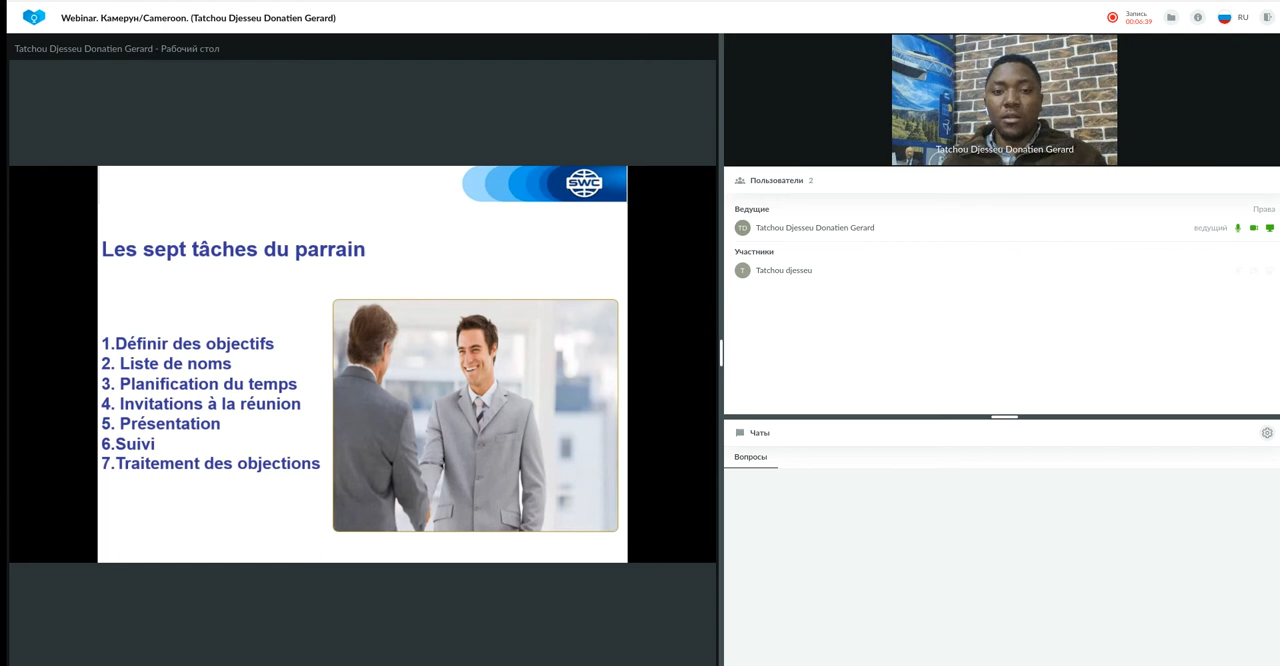 Webinar. Камерун/Cameroon. (Tatchou Djesseu Donatien Gerard)
Запись
00:06:39
RU
Tatchou Djesseu Donatien Gerard - Рабочий стол
SWC
Les sept tâches du parrain
1.Définir des objectifs
2. Liste de noms
3. Planification du temps
4. Invitations à la réunion
5. Présentation
6.Suivi
7.Traitement des objections
Tatchou Djesseu Donatien Gerard
Пользователи 2
Ведущие Права
TD Tatchou Djesseu Donatien Gerard ведущий
Участники
T Tatchou djesseu
Чаты
Вопросы